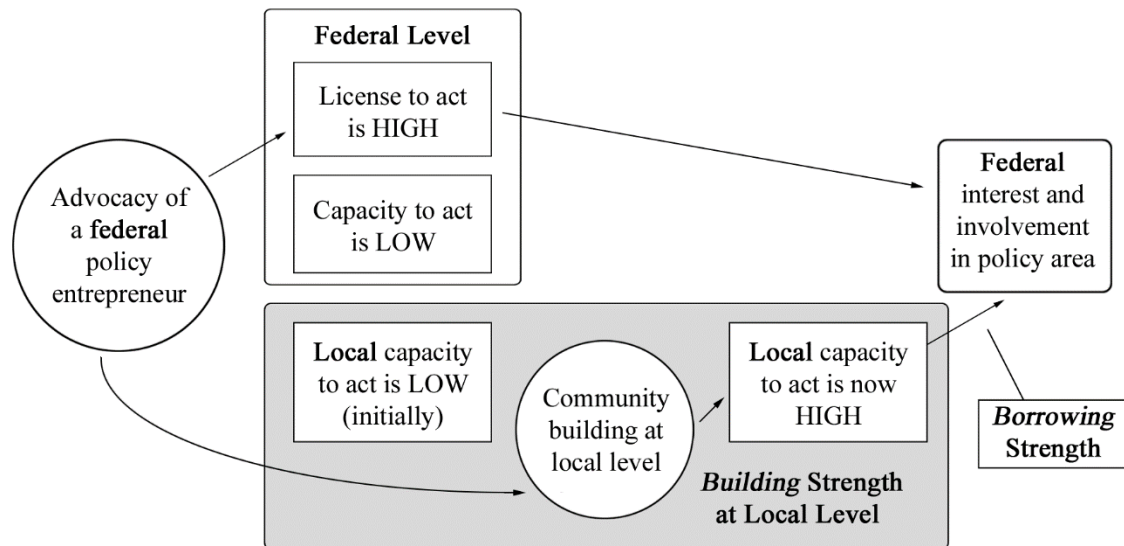 Federal Level
License to act
is HIGH
Capacity to act
is LOW
Advocacy of
a federal
policy
entrepreneur
Federal
interest and
involvement
in policy area
Local capacity
to act is LOW
(initially)
Community
building at
local level
Local capacity
to act is now
HIGH
Building Strength
at Local Level
Borrowing
Strength